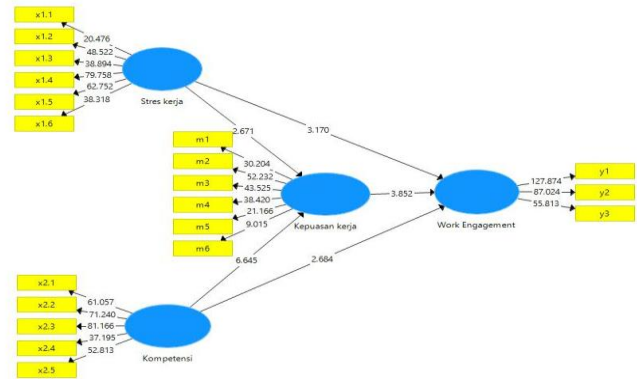 x1.1
x1.2
x1.3
x1.4
x1.5
x1.6
20.476
48.522
38.894
79.758
62.752
38.318
Stres kerja
2.671
3.170
m1
m2
m3
m4
m5
m6
30.204
52.232
43.525
38.420
21.166
9.015
Kepuasan kerja
3.852
Work Engagement
127.874
87.024
55.813
y1
y2
y3
6.645
2.684
x2.1
x2.2
x2.3
x2.4
x2.5
61.057
71.240
81.166
37.195
52.813
Kompetensi